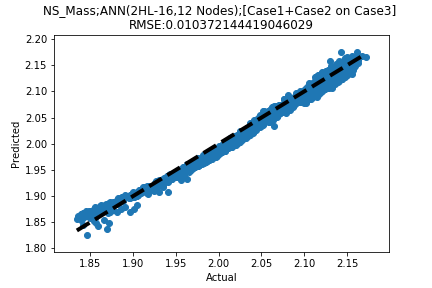 NS_Mass;ANN(2HL-16,12 Nodes);[Case1+Case2 on Case3]
RMSE:0.010372144419046029
2.20
2.15
2.10
2.05
2.00
1.95
1.90
1.85
1.80
Predicted
1.85 1.90 1.95 2.00 2.05 2.10 2.15
Actual